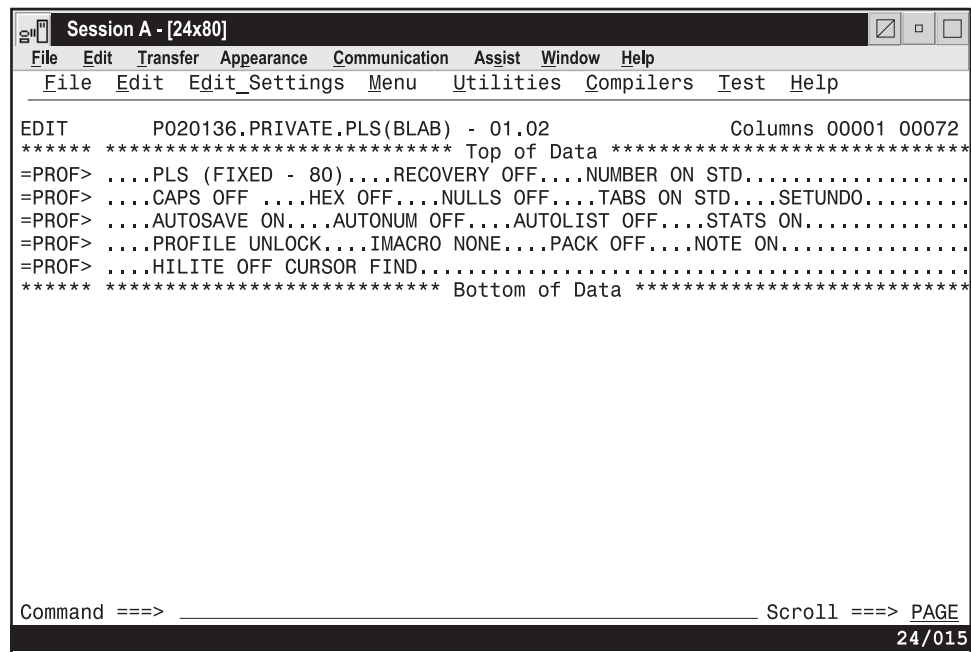 Session A - [24x80]
File Edit Transfer Appearance Communication Assist Window Help
File Edit Edit_Settings Menu Utilities Compilers Test Help
EDIT P020136.PRIVATE.PLS(BLAB) - 01.02 Columns 00001 00072
****** ***************************** Top of Data ******************************
=PROF> ....PLS (FIXED - 80)....RECOVERY OFF....NUMBER ON STD...................
=PROF> ....CAPS OFF ....HEX OFF....NULLS OFF....TABS ON STD....SETUNDO.........
=PROF> ....AUTOSAVE ON....AUTONUM OFF....AUTOLIST OFF....STATS ON..............
=PROF> ....PROFILE UNLOCK....IMACRO NONE....PACK OFF....NOTE ON................
=PROF> ....HILITE OFF CURSOR FIND..............................................
****** **************************** Bottom of Data ****************************
Command ===> Scroll ===> PAGE
24/015